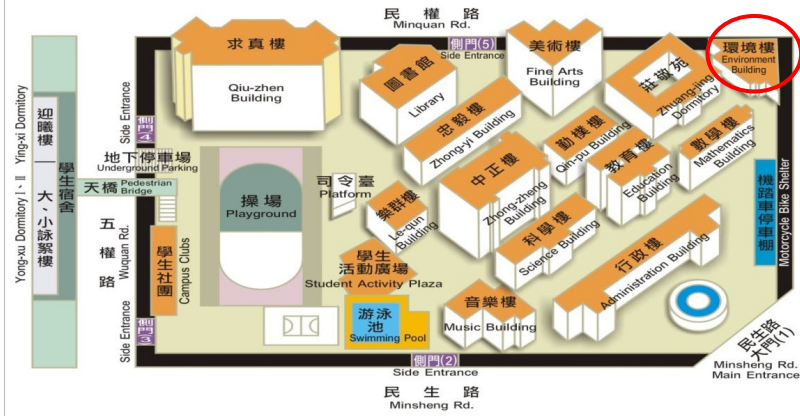 民權路
Minquan Rd.
求真樓
Qiu-zhen
Building
圖書館
Library
側門(5)
Side Entrance
美術樓
Fine Arts
Building
莊敬苑
Zhuang-jing
Dormitory
環境樓
Environment
Building
忠毅樓
Zhong-yi Building
勤樸樓
Qin-pu Building
教育樓
Education
Building
數學樓
Mathematics
Building
中正樓
Zhong-zheng
Building
Side Entrance
側門4
地下停車場
Underground Parking
天橋
Pedestrian
Bridge
迎曦樓
大、小詠絮樓
學生宿舍
Ying-xi Dormitory
Yong-xu Dormitory I、II
五權路
Wuquan Rd.
學生社團
Campus Clubs
操場
Playground
司令臺
Platform
樂群樓
Le-qun
Building
學生
活動廣場
Student Activity Plaza
科學樓
Science Building
行政樓
Administration Building
機踏車停車棚
Motorcycle Bike Shelter
游泳
池
Swimming Pool
音樂樓
Music Building
Side Entrance
側門3
側門(2)
Side Entrance
民生路
Minsheng Rd.
民生路
大門(1)
Minsheng Rd.
Main Entrance